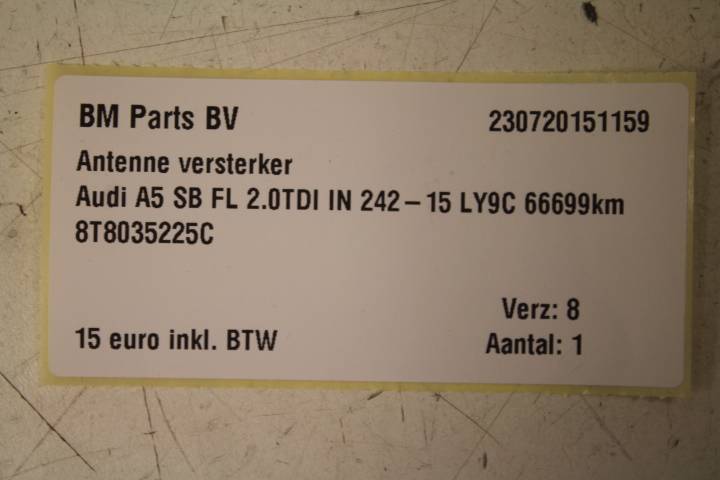 BM Parts BV 230720151159
Antenne versterker
Audi A5 SB FL 2.0TDI IN 242-15 LY9C 66699km
8T8035225C
Verz: 8
15 euro inkl. BTW Aantal: 1